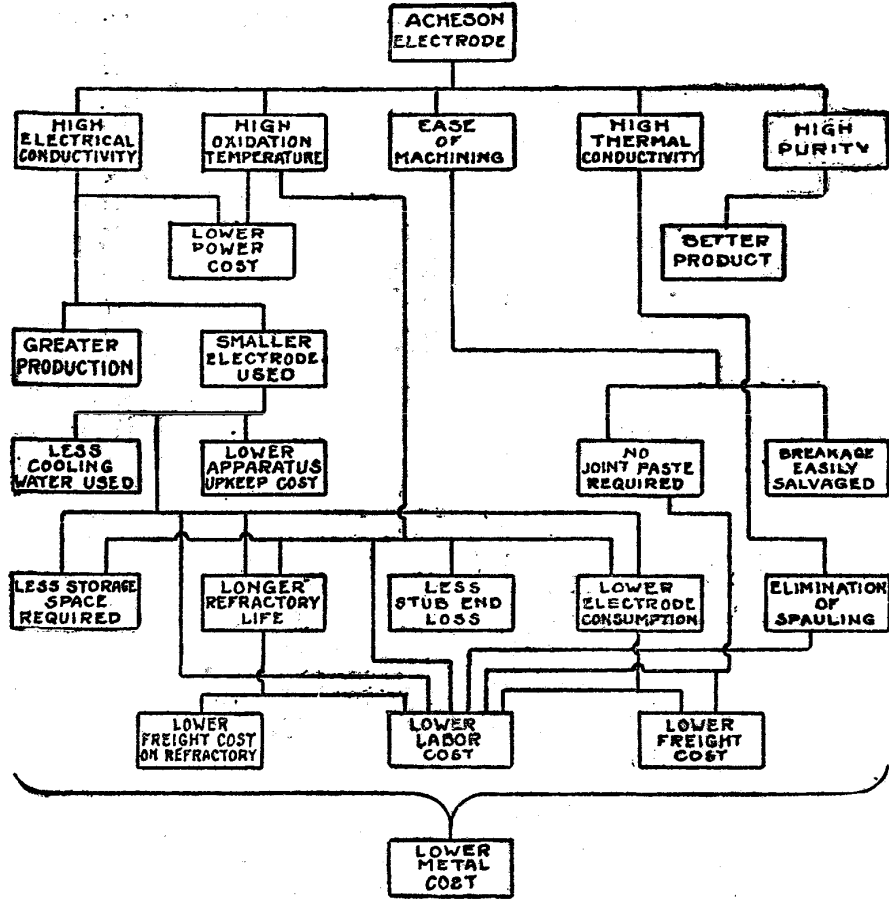 ACHESON
ELECTRODE
HIGH
ELECTRICAL
CONDUCTIVITY
HIGH
OXIDATION
TEMPERATURE
EASE
OF
MACHINING
HIGH
THERMAL
CONDUCTIVITY
HIGH
PURITY
LOWER
POWER
COST
BETTER
PRODUCT
GREATER
PRODUCTION
SMALLER
ELECTRODE
USED
LESS
COOLING
WATER USED
LOWER
APPARATUS
UPKEEP COST
NO
JOINT PASTE
REQUIRED
BREAKAGE
EASILY
SALVAGED
LESS STORAGE
SPACE
REQUIRED
LONGER
REFRACTORY
LIFE
LESS
STUB END
LOSS
LOWER
ELECTRODE
CONSUMPTION
ELIMINATION
OF
SPAULING
LOWER
FREIGHT COST
ON REFRACTORY
LOWER
LABOR
COST
LOWER
FREIGHT
COST
LOWER
METAL
COST